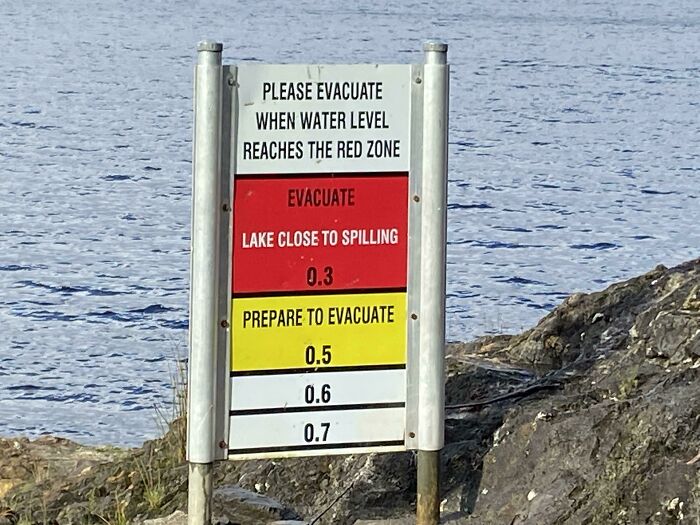 PLEASE EVACUATE
WHEN WATER LEVEL
REACHES THE RED ZONE
EVACUATE
LAKE CLOSE TO SPILLING
0.3
PREPARE TO EVACUATE
0.5
0.6
0.7